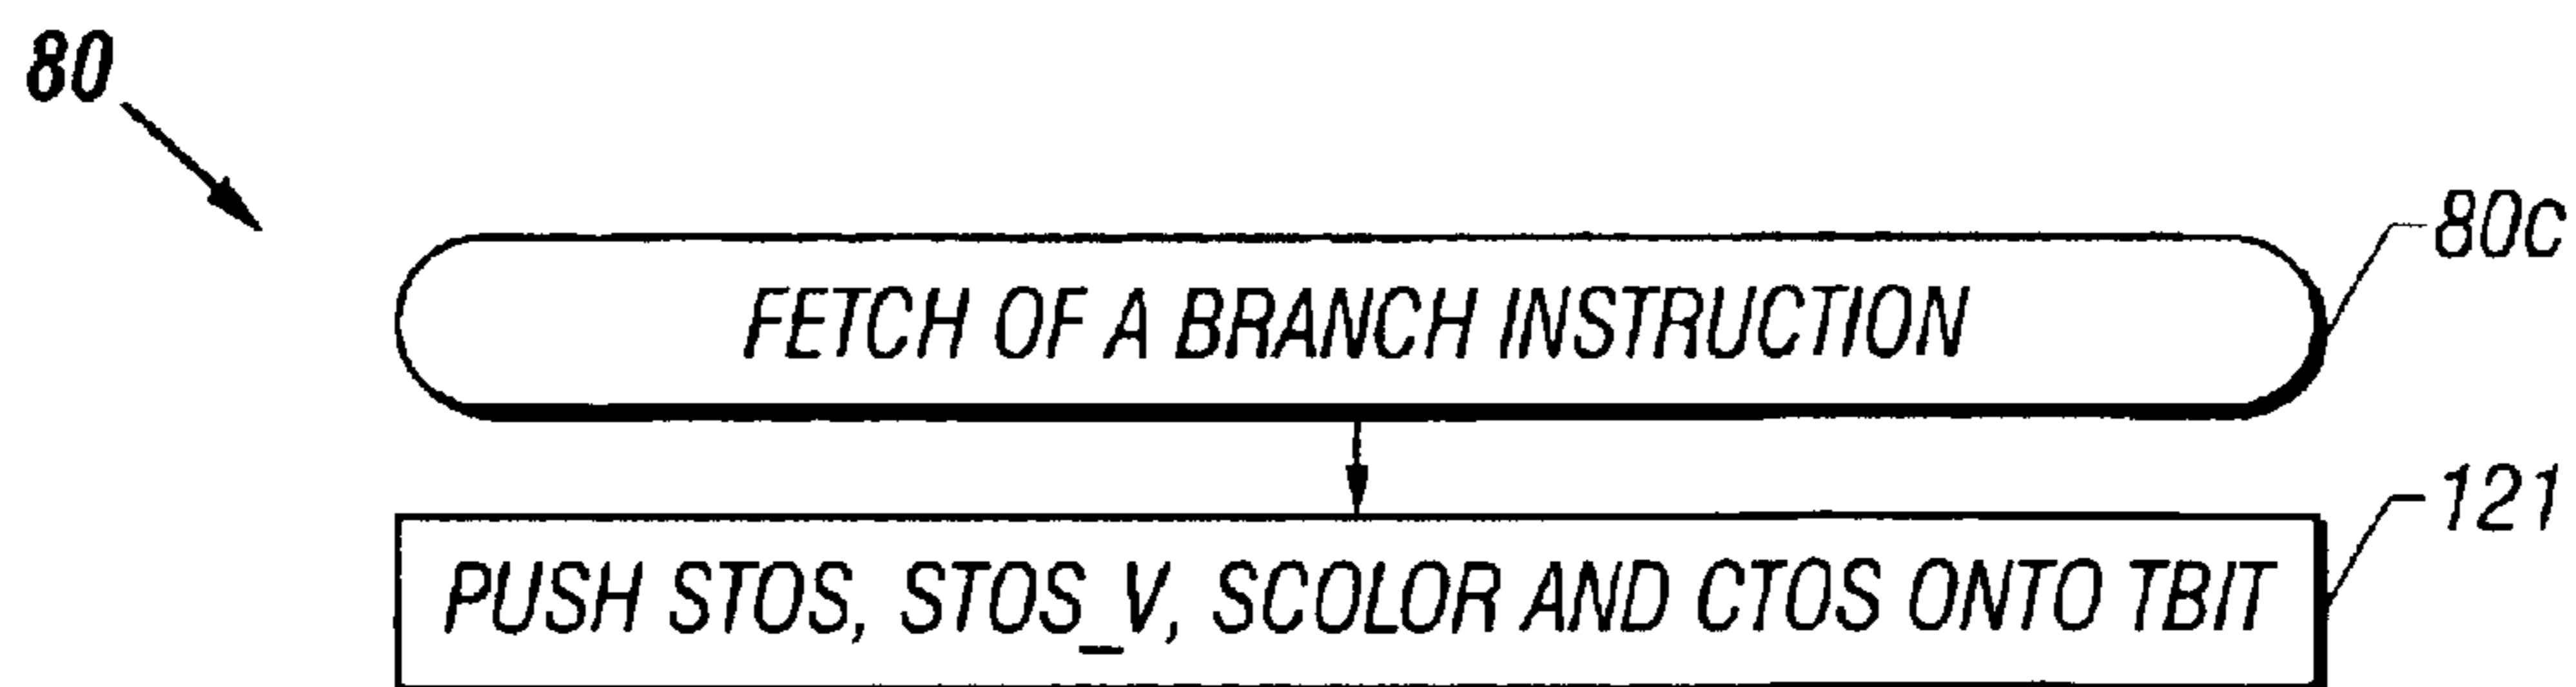 80
80C
FETCH OF A BRANCH INSTRUCTION
121
PUSH STOS, STOS_V, SCOLOR AND CTOS ONTO TBIT